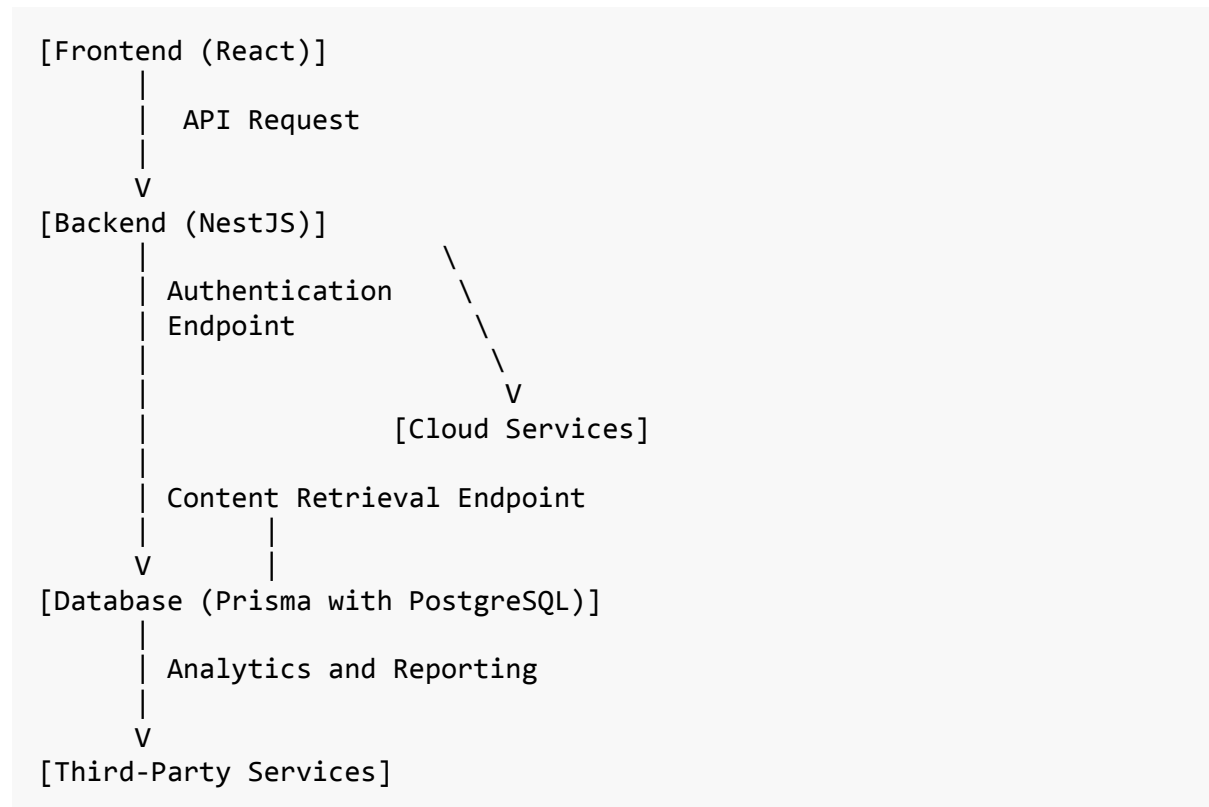 [Frontend (React)]
|
| API Request
|
V
[Backend (NestJS)]
| \
| Authentication \
| Endpoint \
| \
| V
| [Cloud Services]
|
| Content Retrieval Endpoint
| |
V |
[Database (Prisma with PostgreSQL)]
|
| Analytics and Reporting
|
V
[Third-Party Services]